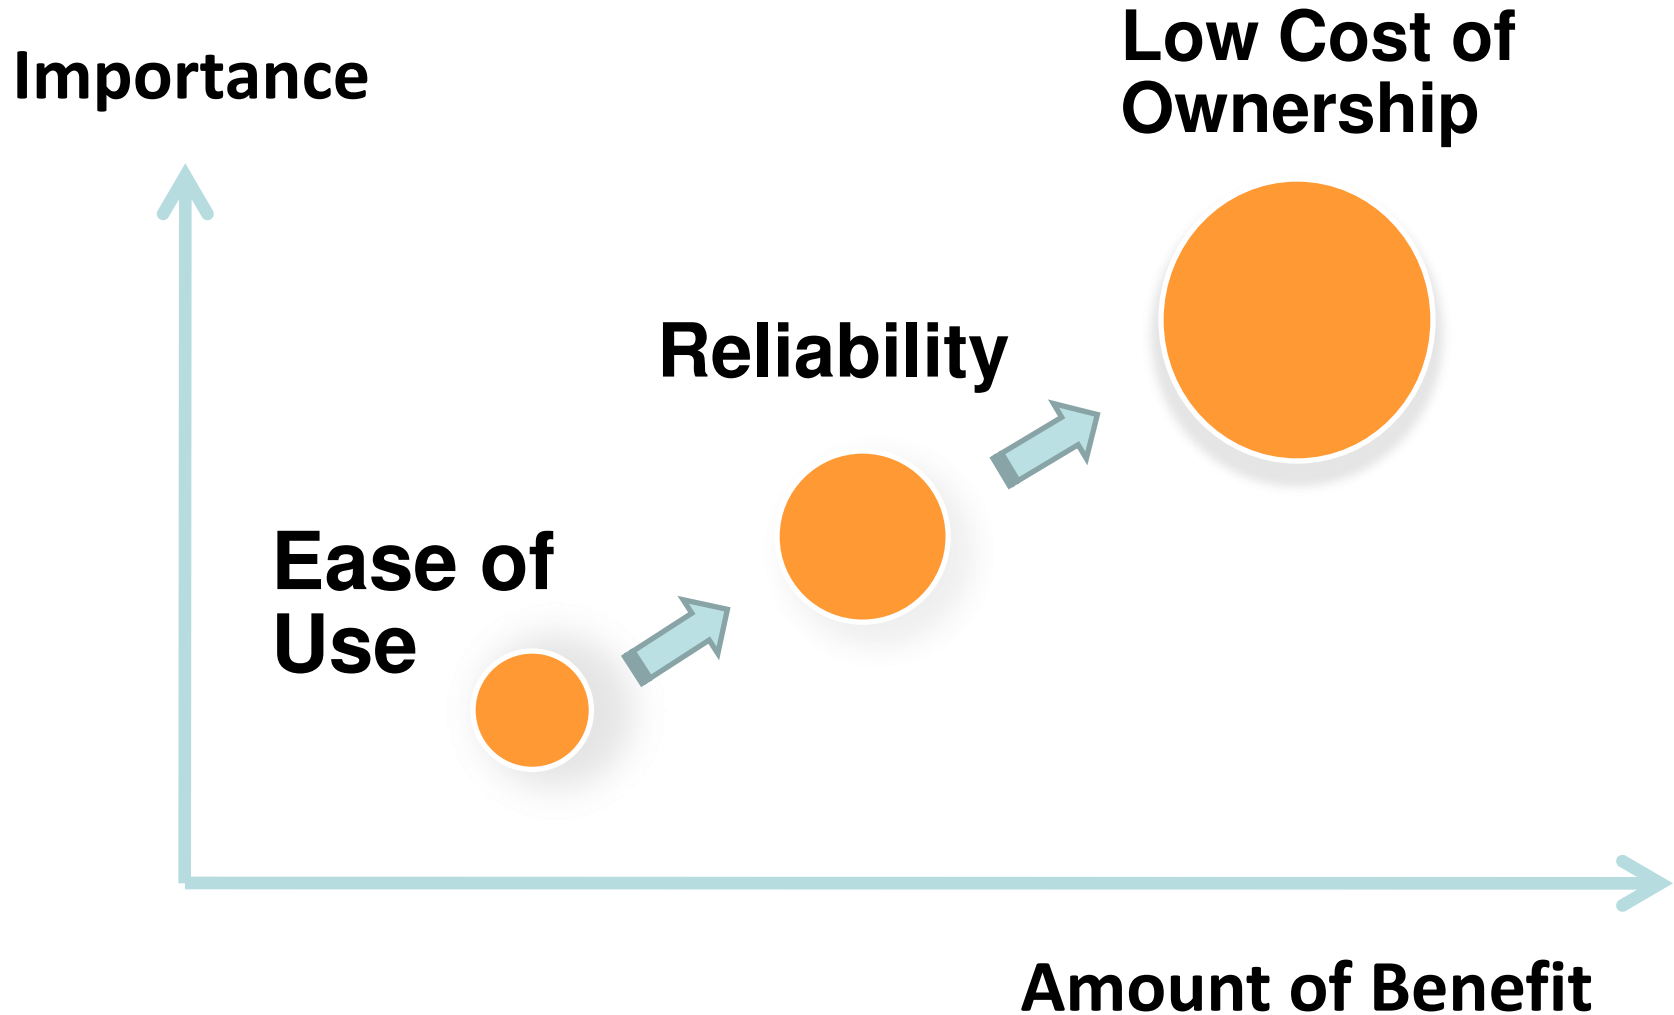 Importance
Low Cost of
Ownership
Reliability
Ease of
Use
Amount of Benefit